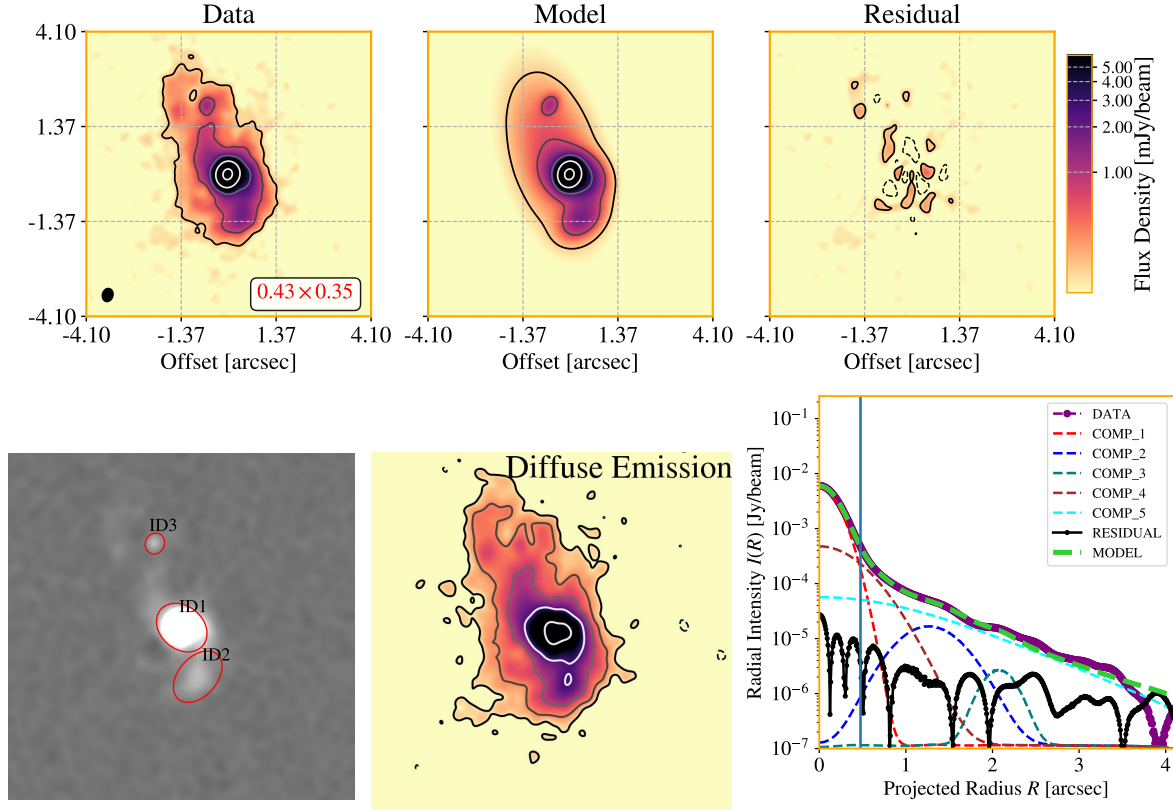 Data
Model
Residual
4.10
1.37
-1.37
-4.10
0.43×0.35
-4.10
-1.37
1.37
4.10
Offset [arcsec]
-4.10
-1.37
1.37
4.10
Offset [arcsec]
-4.10
-1.37
1.37
4.10
Offset [arcsec]
5.00
4.00
3.00
2.00
1.00
Flux Density [mJy/beam]
ID3
ID1
ID2
Diffuse Emission
Radial Intensity I(R) [Jy/beam]
10⁻¹
10⁻²
10⁻³
10⁻⁴
10⁻⁵
10⁻⁶
10⁻⁷
DATA
COMP_1
COMP_2
COMP_3
COMP_4
COMP_5
RESIDUAL
MODEL
0
1
2
3
4
Projected Radius R [arcsec]